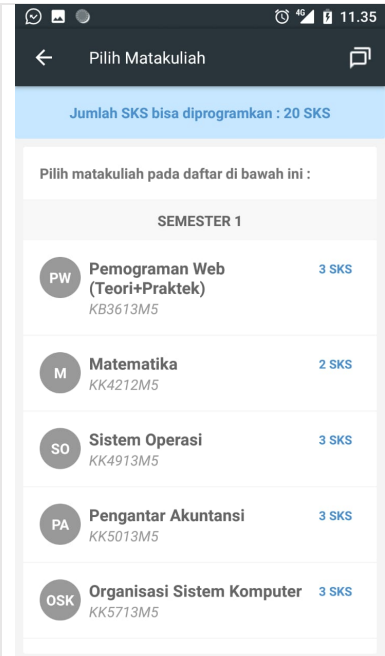 4G 11.35
Pilih Matakuliah
Jumlah SKS bisa diprogramkan : 20 SKS
Pilih matakuliah pada daftar di bawah ini :
SEMESTER 1
PW Pemograman Web 3 SKS
(Teori+Praktek)
KB3613M5
M Matematika 2 SKS
KK4212M5
SO Sistem Operasi 3 SKS
KK4913M5
PA Pengantar Akuntansi 3 SKS
KK5013M5
OSK Organisasi Sistem Komputer 3 SKS
KK5713M5